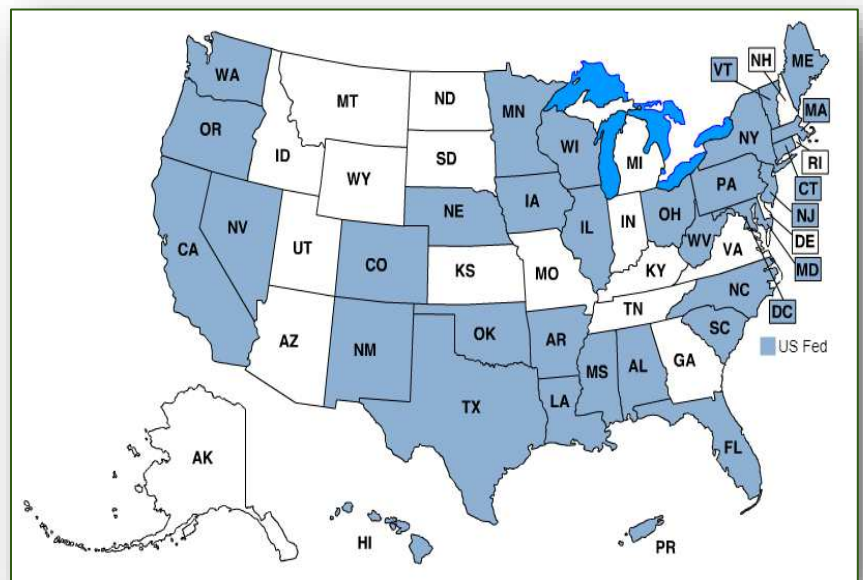 WA
MT
ND
MN
VT
NH
ME
OR
ID
SD
WI
MI
NY
MA
RI
WY
CT
NE
IA
PA
NJ
NV
IL
IN
OH
DE
CA
UT
CO
WV
VA
MD
KS
MO
KY
NC
DC
TN
AZ
NM
OK
AR
SC
US Fed
MS
AL
GA
TX
LA
FL
AK
HI
PR